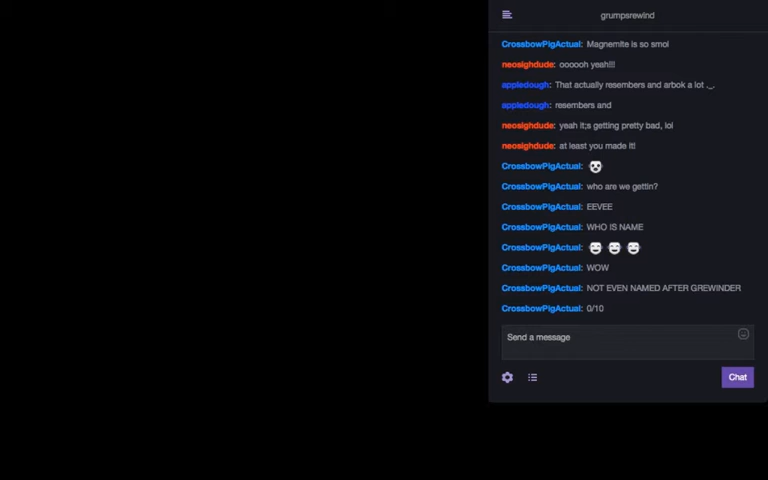 grumpsrewind
CrossbowPigActual: Magnemite is so smol
neosighdude: oooooh yeah!!!
appledough: That actually resembers and arbok a lot ._.
appledough: resembers and
neosighdude: yeah it;s getting pretty bad, lol
neosighdude: at least you made it!
CrossbowPigActual:
CrossbowPigActual: who are we gettin?
CrossbowPigActual: EEVEE
CrossbowPigActual: WHO IS NAME
CrossbowPigActual:
CrossbowPigActual: WOW
CrossbowPigActual: NOT EVEN NAMED AFTER GREWINDER
CrossbowPigActual: 0/10
Send a message
Chat